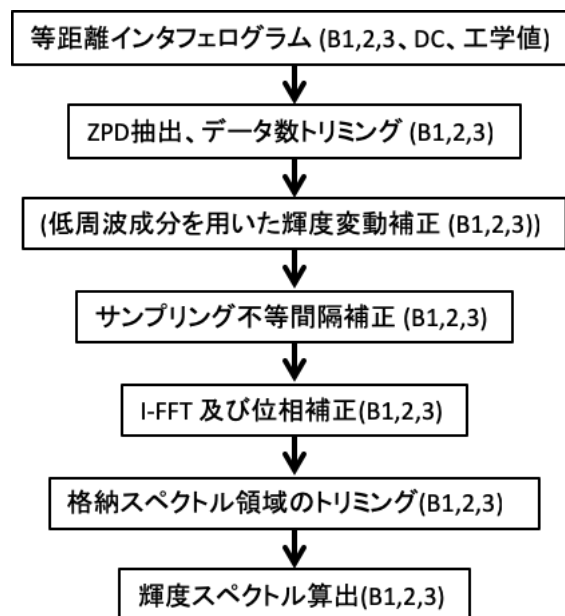 等距離インタフェログラム (B1,2,3、DC、工学値)
ZPD抽出、データ数トリミング (B1,2,3)
(低周波成分を用いた輝度変動補正 (B1,2,3))
サンプリング不等間隔補正 (B1,2,3)
I-FFT 及び位相補正(B1,2,3)
格納スペクトル領域のトリミング(B1,2,3)
輝度スペクトル算出(B1,2,3)